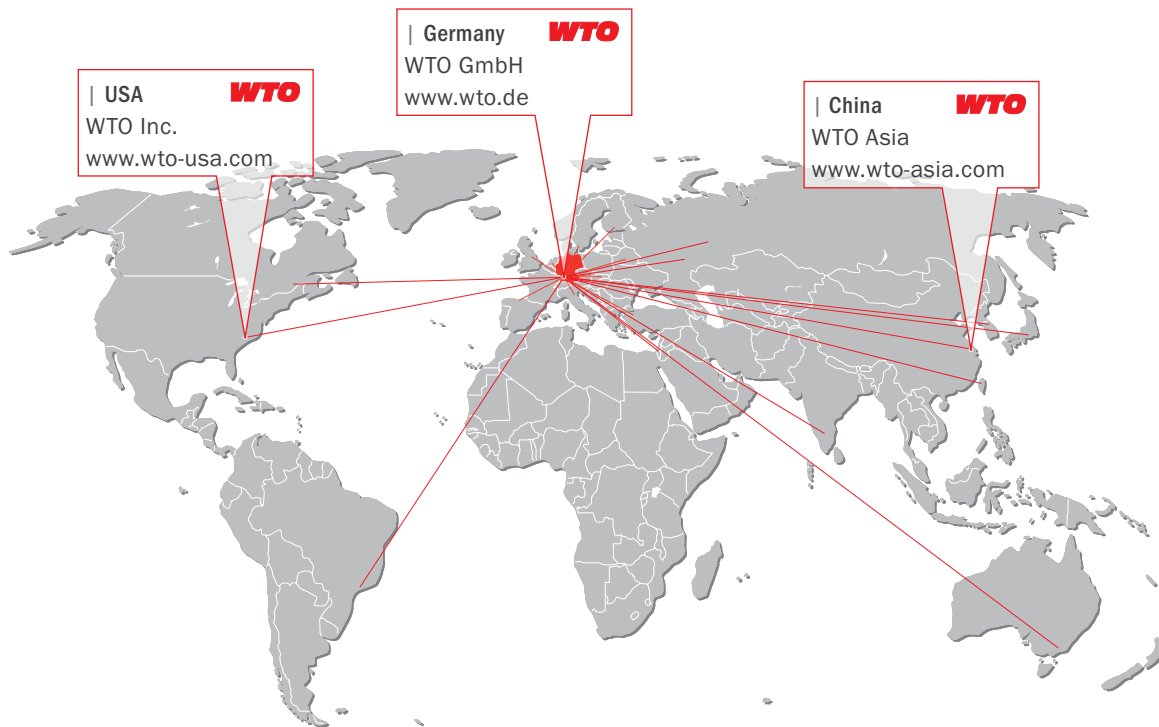 | USA WTO
WTO Inc.
www.wto-usa.com
| Germany WTO
WTO GmbH
www.wto.de
| China WTO
WTO Asia
www.wto-asia.com